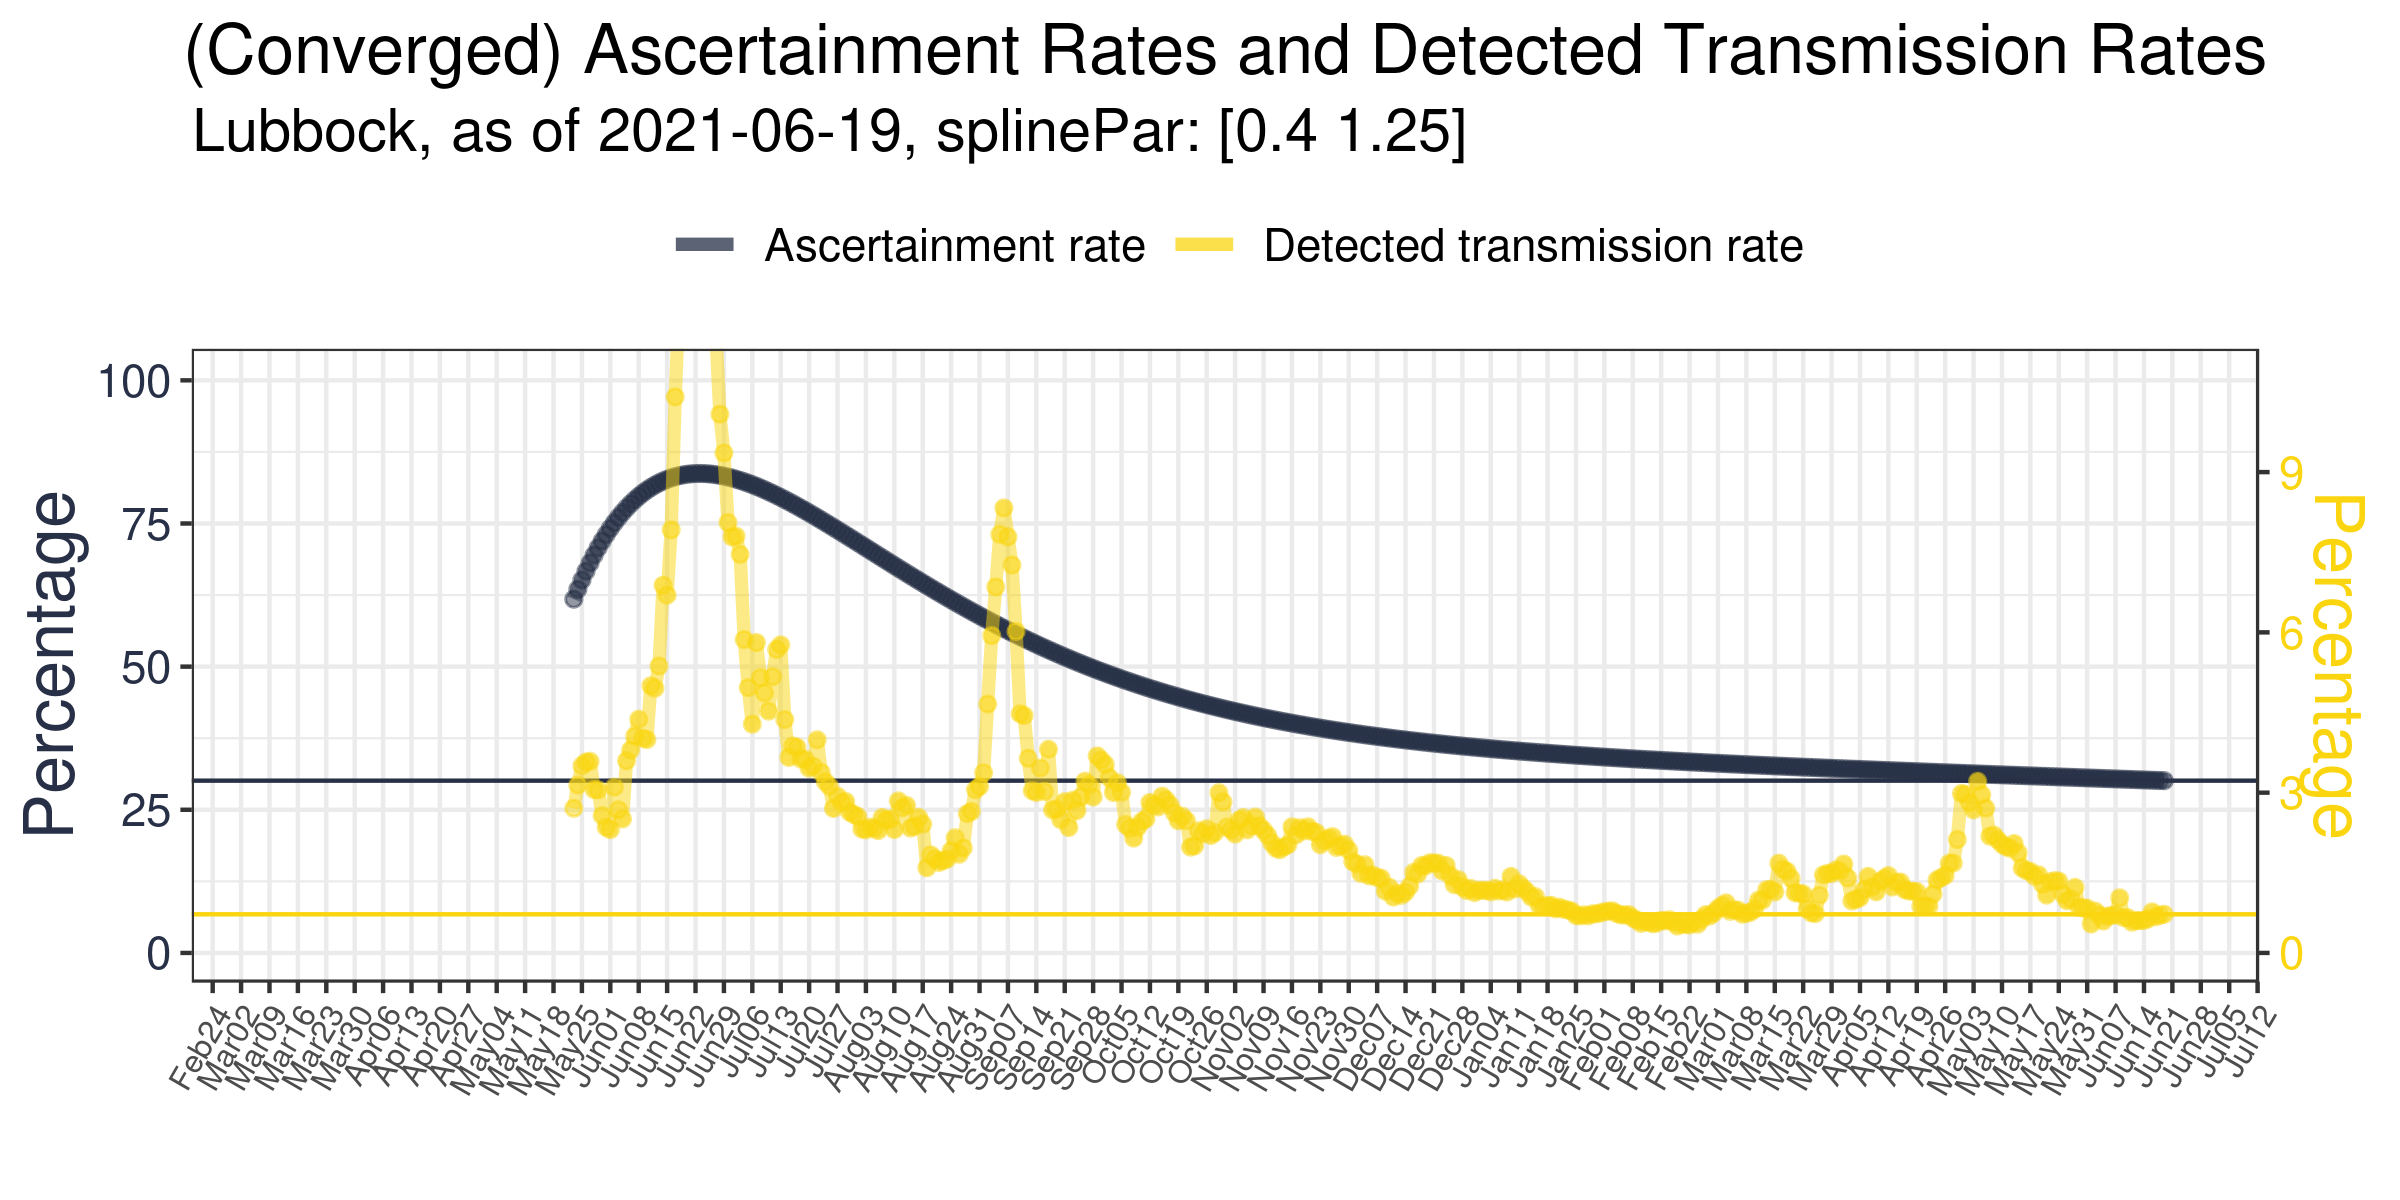 (Converged) Ascertainment Rates and Detected Transmission Rates
Lubbock, as of 2021-06-19, splinePar: [0.4 1.25]
Ascertainment rate
Detected transmission rate
Percentage
100
75
50
25
0
9
6
3
0
Percentage
Feb24
Mar02
Mar09
Mar16
Mar23
Mar30
Apr06
Apr13
Apr20
Apr27
May04
May11
May18
May25
Jun01
Jun08
Jun15
Jun22
Jun29
Jul06
Jul13
Jul20
Jul27
Aug03
Aug10
Aug17
Aug24
Aug31
Sep07
Sep14
Sep21
Sep28
Oct05
Oct12
Oct19
Oct26
Nov02
Nov09
Nov16
Nov23
Nov30
Dec07
Dec14
Dec21
Dec28
Jan04
Jan11
Jan18
Jan25
Feb01
Feb08
Feb15
Feb22
Mar01
Mar08
Mar15
Mar22
Mar29
Apr05
Apr12
Apr19
Apr26
May03
May10
May17
May24
May31
Jun07
Jun14
Jun21
Jun28
Jul05
Jul12